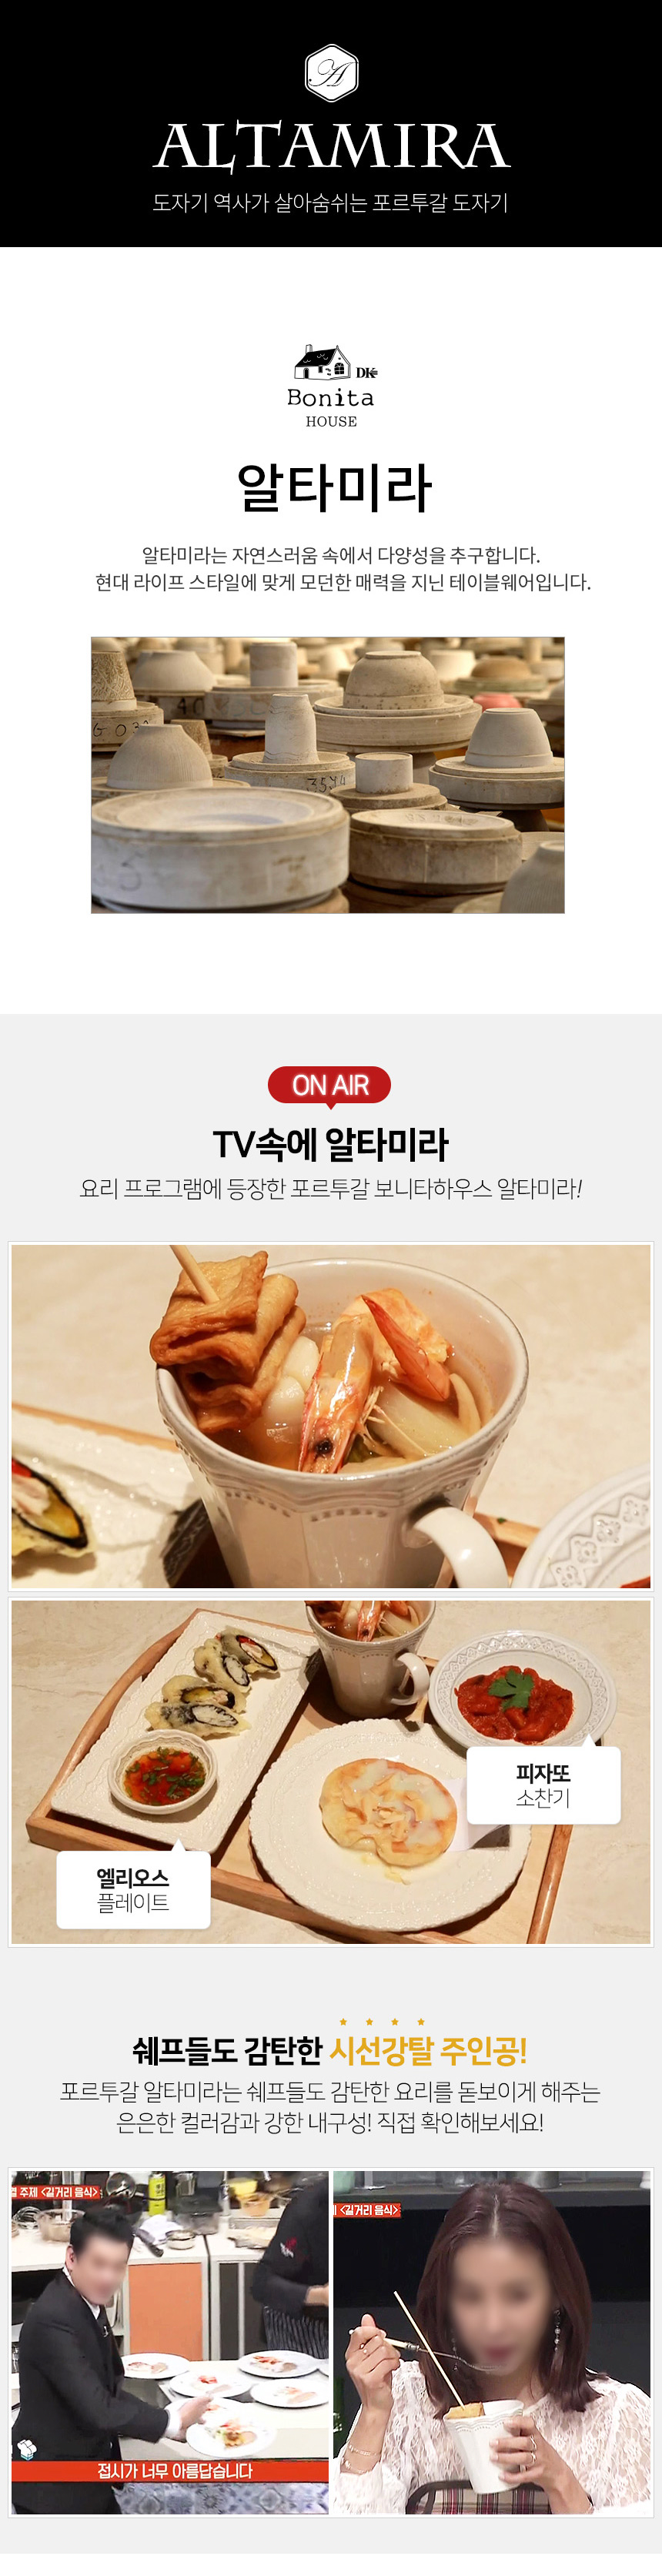 A
ALTAMIRA
도자기 역사가 살아숨쉬는 포르투갈 도자기
DK
Bonita
HOUSE
알타미라
알타미라는 자연스러움 속에서 다양성을 추구합니다.
현대 라이프 스타일에 맞게 모던한 매력을 지닌 테이블웨어입니다.
ON AIR
TV속에 알타미라
요리 프로그램에 등장한 포르투갈 보니타하우스 알타미라!
피자또
소찬기
엘리오스
플레이트
쉐프들도 감탄한 시선강탈 주인공!
포르투갈 알타미라는 쉐프들도 감탄한 요리를 돋보이게 해주는
은은한 컬러감과 강한 내구성! 직접 확인해보세요!
주제 <길거리 음식>
<길거리 음식>
접시가 너무 아름답습니다